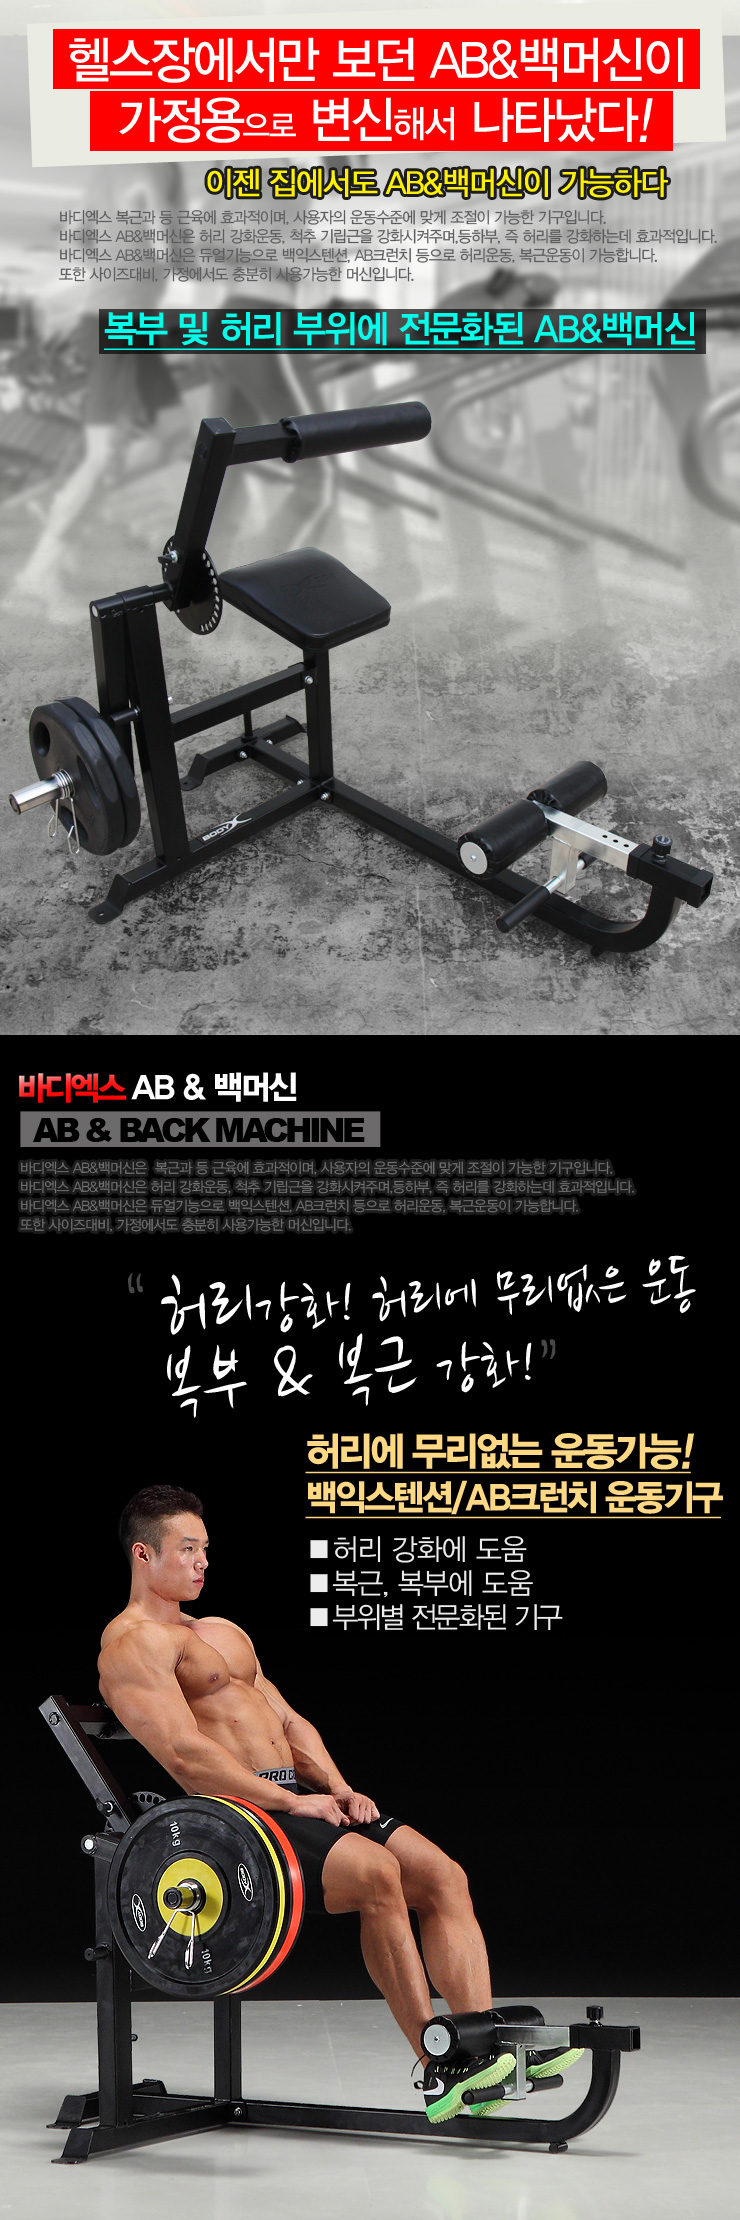 헬스장에서만 보던 AB&백머신이
가정용으로 변신해서 나타났다!
이젠 집에서도 AB&백머신이 가능하다
바디엑스 복근과 등 근육에 효과적이며, 사용자의 운동수준에 맞게 조절이 가능한 기구입니다.
바디엑스 AB&백머신은 허리 강화운동, 척추 기립근을 강화시켜주며,등하부, 즉 허리를 강화하는데 효과적입니다.
바디엑스 AB&백머신은 듀얼기능으로 백익스텐션, AB크런치 등으로 허리운동, 복근운동이 가능합니다.
또한 사이즈대비, 가정에서도 충분히 사용가능한 머신입니다.
복부 및 허리 부위에 전문화된 AB&백머신
BODY X
바디엑스 AB & 백머신
AB & BACK MACHINE
바디엑스 AB&백머신은 복근과 등 근육에 효과적이며, 사용자의 운동수준에 맞게 조절이 가능한 기구입니다.
바디엑스 AB&백머신은 허리 강화운동, 척추 기립근을 강화시켜주며,등하부, 즉 허리를 강화하는데 효과적입니다.
바디엑스 AB&백머신은 듀얼기능으로 백익스텐션, AB크런치 등으로 허리운동, 복근운동이 가능합니다.
또한 사이즈대비, 가정에서도 충분히 사용가능한 머신입니다.
“ 허리강화! 허리에 무리없은 운동
복부 & 복근 강화! ”
허리에 무리없는 운동가능!
백익스텐션/AB크런치 운동기구
■허리 강화에 도움
■복근, 복부에 도움
■부위별 전문화된 기구
PRO
10kg
10kg